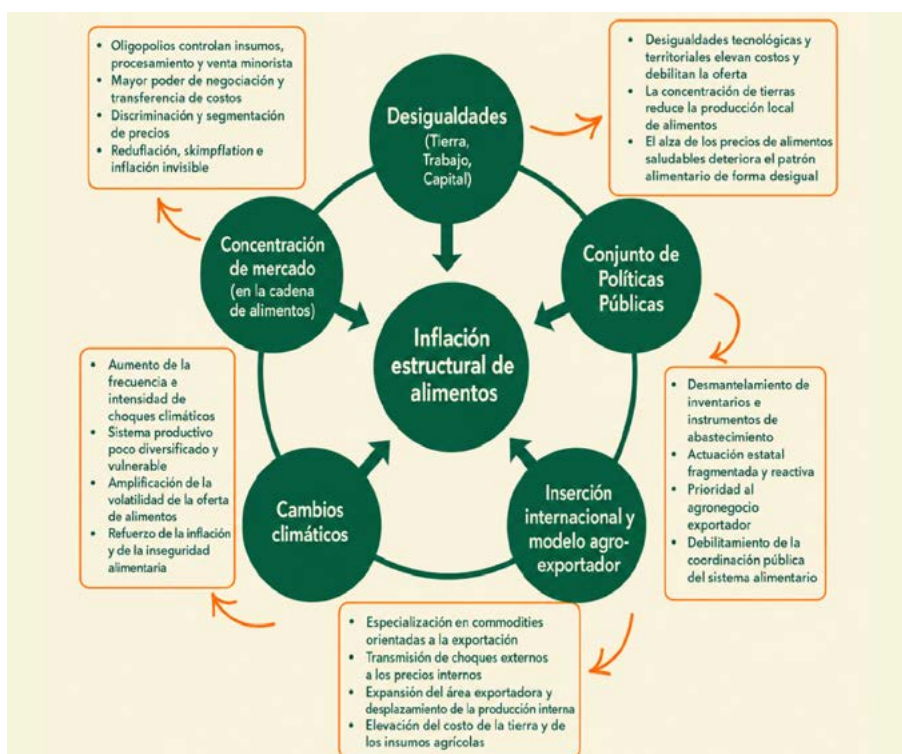 • Oligopolios controlan insumos,
procesamiento y venta minorista
• Mayor poder de negociación y
transferencia de costos
• Discriminación y segmentación
de precios
• Reduflación, skimpflation e
inflación invisible
Desigualdades
(Tierra,
Trabajo,
Capital)
• Desigualdades tecnológicas y
territoriales elevan costos y
debilitan la oferta
• La concentración de tierras
reduce la producción local
de alimentos
• El alza de los precios de alimentos
saludables deteriora el patrón
alimentario de forma desigual
Concentración
de mercado
(en la cadena
de alimentos)
Conjunto de
Políticas
Públicas
Inflación
estructural de
alimentos
• Aumento de la
frecuencia e
intensidad de
choques climáticos
• Sistema productivo
poco diversificado y
vulnerable
• Amplificación de la
volatilidad de la oferta
de alimentos
• Refuerzo de la inflación
y de la inseguridad
alimentaria
• Desmantelamiento de
inventarios e
instrumentos de
abastecimiento
• Actuación estatal
fragmentada y reactiva
• Prioridad al
agronegocio
exportador
• Debilitamiento de la
coordinación pública
del sistema alimentario
Cambios
climáticos
Inserción
internacional y
modelo agro-
exportador
• Especialización en commodities
orientadas a la exportación
• Transmisión de choques externos
a los precios internos
• Expansión del área exportadora y
desplazamiento de la producción interna
• Elevación del costo de la tierra y de
los insumos agrícolas